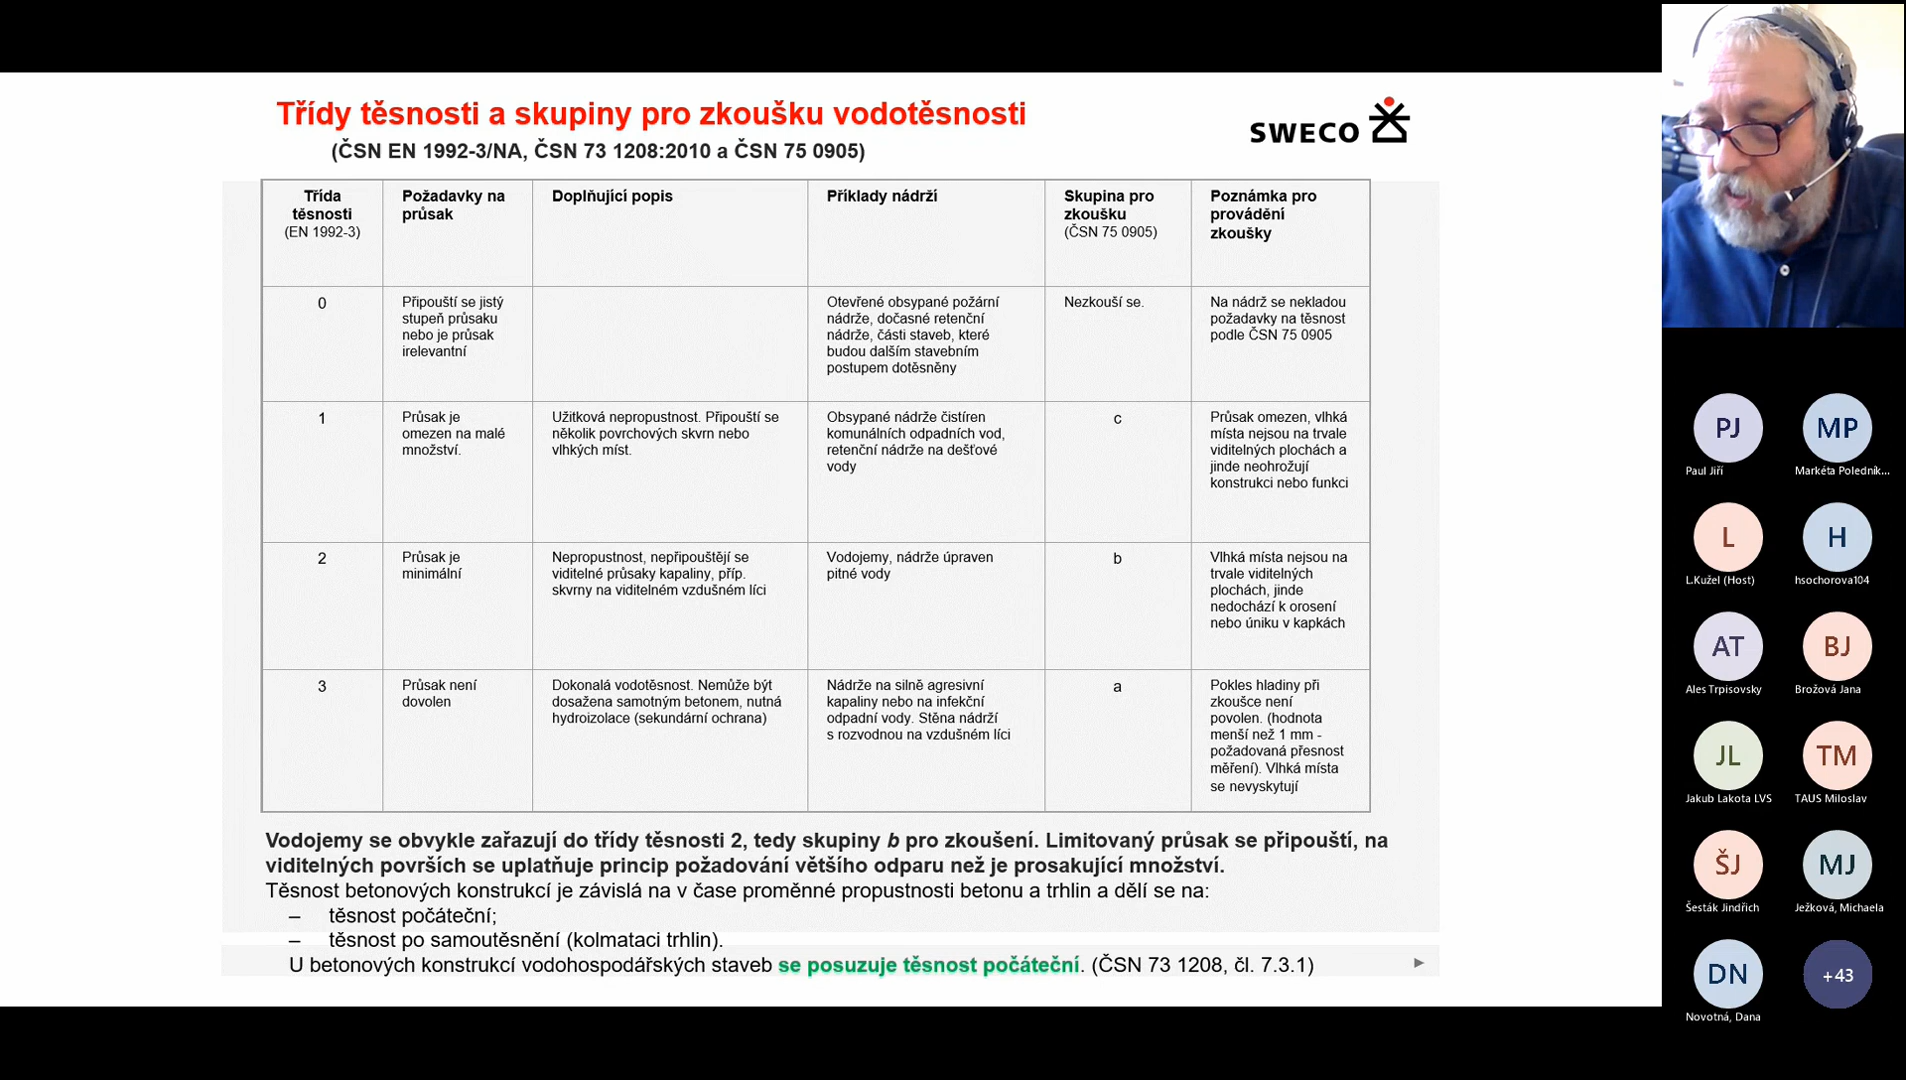 Třídy těsnosti a skupiny pro zkoušku vodotěsnosti
(ČSN EN 1992-3/NA, ČSN 73 1208:2010 a ČSN 75 0905)
SWECO
Třída
těsnosti
(EN 1992-3)
Požadavky na
průsak
Doplňující popis
Příklady nádrží
Skupina pro
zkoušku
(ČSN 75 0905)
Poznámka pro
provádění
zkoušky
0
Připouští se jistý
stupeň průsaku
nebo je průsak
irelevantní
Otevřené obsypané požární
nádrže, dočasné retenční
nádrže, části staveb, které
budou dalším stavebním
postupem dotěsněny
Nezkouší se.
Na nádrž se nekladou
požadavky na těsnost
podle ČSN 75 0905
1
Průsak je
omezen na malé
množství.
Užitková nepropustnost. Připouští se
několik povrchových skvrn nebo
vlhkých míst.
Obsypané nádrže čistíren
komunálních odpadních vod,
retenční nádrže na dešťové
vody
c
Průsak omezen, vlhká
místa nejsou na trvale
viditelných plochách a
jinde neohrožují
konstrukci nebo funkci
2
Průsak je
minimální
Nepropustnost, nepřipouštějí se
viditelné průsaky kapaliny, příp.
skvrny na viditelném vzdušném líci
Vodojemy, nádrže úpraven
pitné vody
b
Vlhká místa nejsou na
trvale viditelných
plochách, jinde
nedochází k orosení
nebo úniku v kapkách
3
Průsak není
dovolen
Dokonalá vodotěsnost. Nemůže být
dosažena samotným betonem, nutná
hydroizolace (sekundární ochrana)
Nádrže na silně agresivní
kapaliny nebo na infekční
odpadní vody. Stěna nádrží
s rozvodnou na vzdušném líci
a
Pokles hladiny při
zkoušce není
povolen. (hodnota
menší než 1 mm -
požadovaná přesnost
měření). Vlhká místa
se nevyskytují
Vodojemy se obvykle zařazují do třídy těsnosti 2, tedy skupiny b pro zkoušení. Limitovaný průsak se připouští, na
viditelných površích se uplatňuje princip požadování většího odparu než je prosakující množství.
Těsnost betonových konstrukcí je závislá na v čase proměnné propustnosti betonu a trhlin a dělí se na:
– těsnost počáteční;
– těsnost po samoutěsnění (kolmataci trhlin).
U betonových konstrukcí vodohospodářských staveb se posuzuje těsnost počáteční. (ČSN 73 1208, čl. 7.3.1)
PJ
Paul Jiří
MP
Markéta Poledník...
L
L.Kužel (Host)
H
hsochorova104
AT
Ales Trpisovsky
BJ
Brožová Jana
JL
Jakub Lakota LVS
TM
TAUS Miloslav
ŠJ
Šesták Jindřich
MJ
Ježková, Michaela
DN
Novotná, Dana
+43